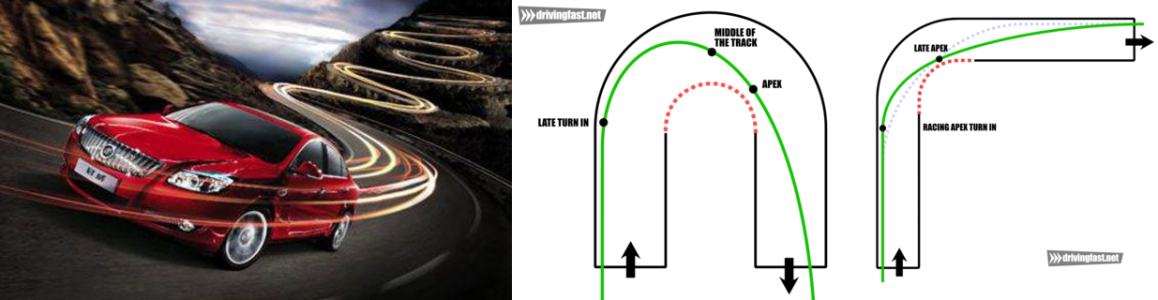 drivingfast.net
MIDDLE OF
THE TRACK
APEX
LATE TURN IN
LATE APEX
RACING APEX TURN IN
drivingfast.net